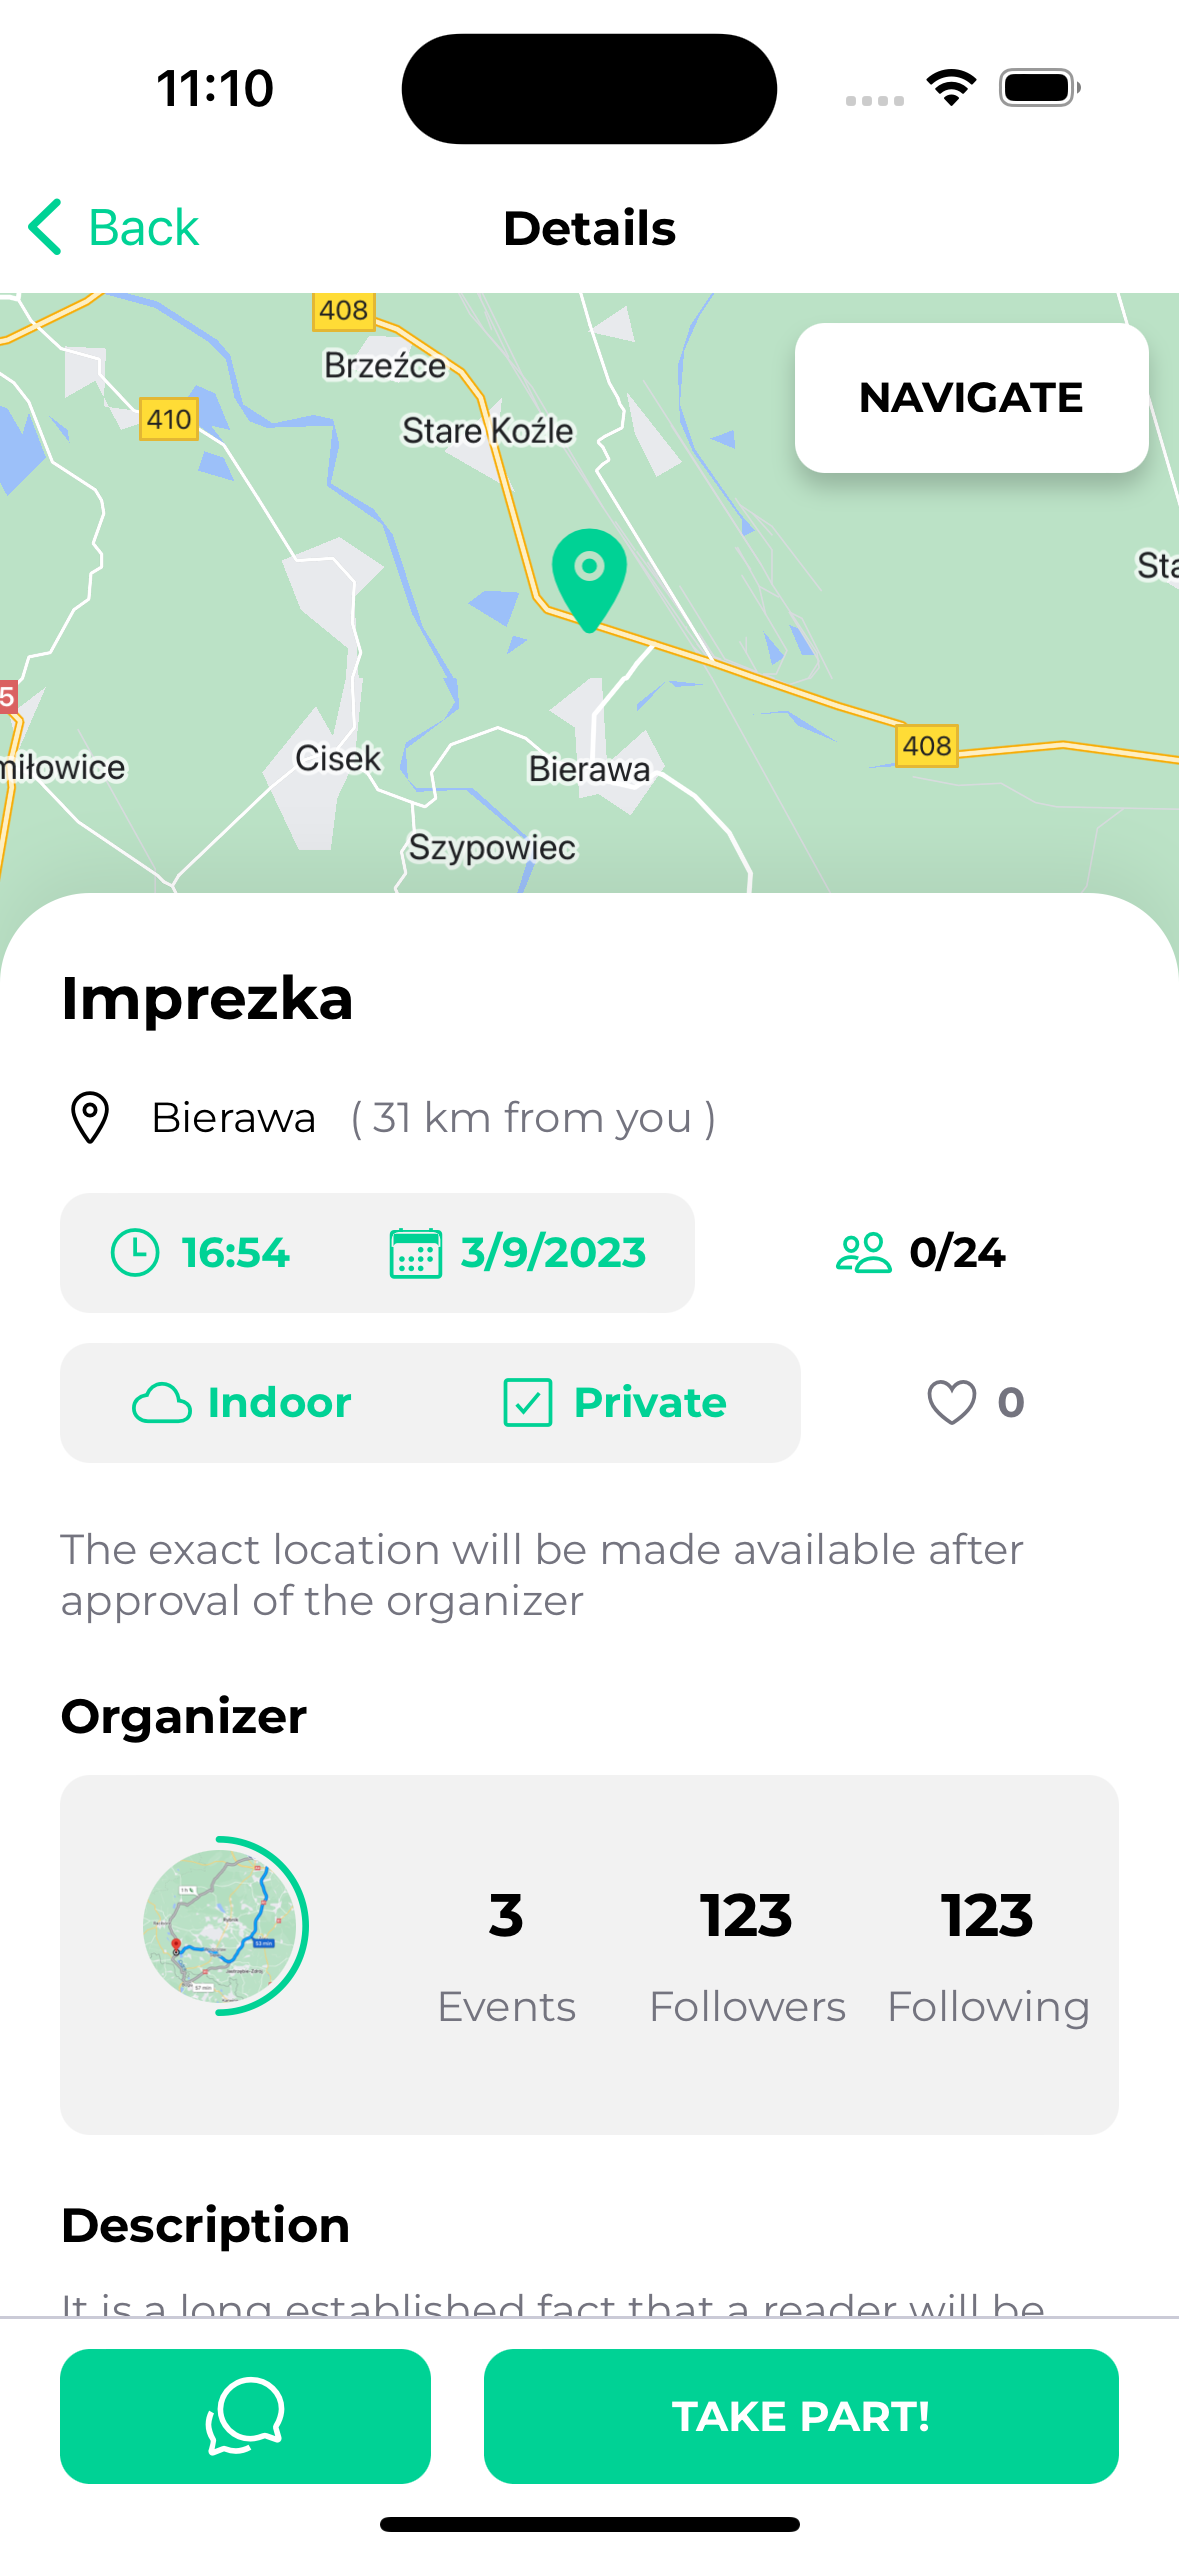 11:10
Back
Details
408
Brzeźce
NAVIGATE
410
Stare Koźle
5
408
Cisek
Bierawa
Szypowiec
Imprezka
Bierawa ( 31 km from you )
16:54 3/9/2023 0/24
Indoor Private 0
The exact location will be made available after
approval of the organizer
Organizer
3 123 123
Events Followers Following
Description
It is a long established fact that a reader will be
TAKE PART!